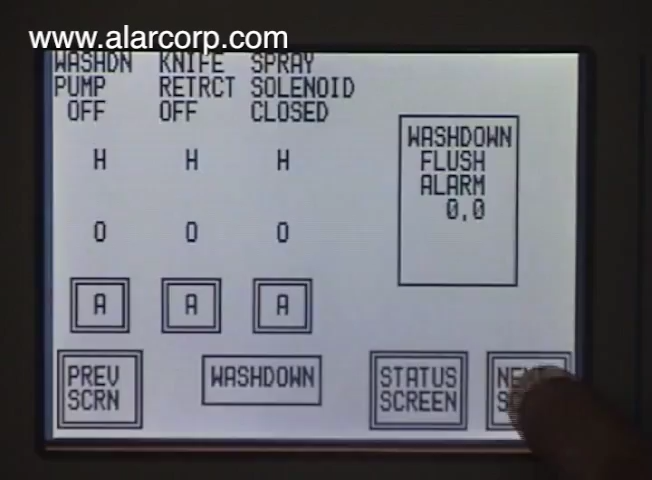 www.alarcorp.com
WASHDN KNIFE SPRAY
PUMP RETRCT SOLENOID
OFF OFF CLOSED
H H H
O O O
A A A
WASHDOWN
FLUSH
ALARM
0,0
PREV
SCRN
WASHDOWN
STATUS
SCREEN